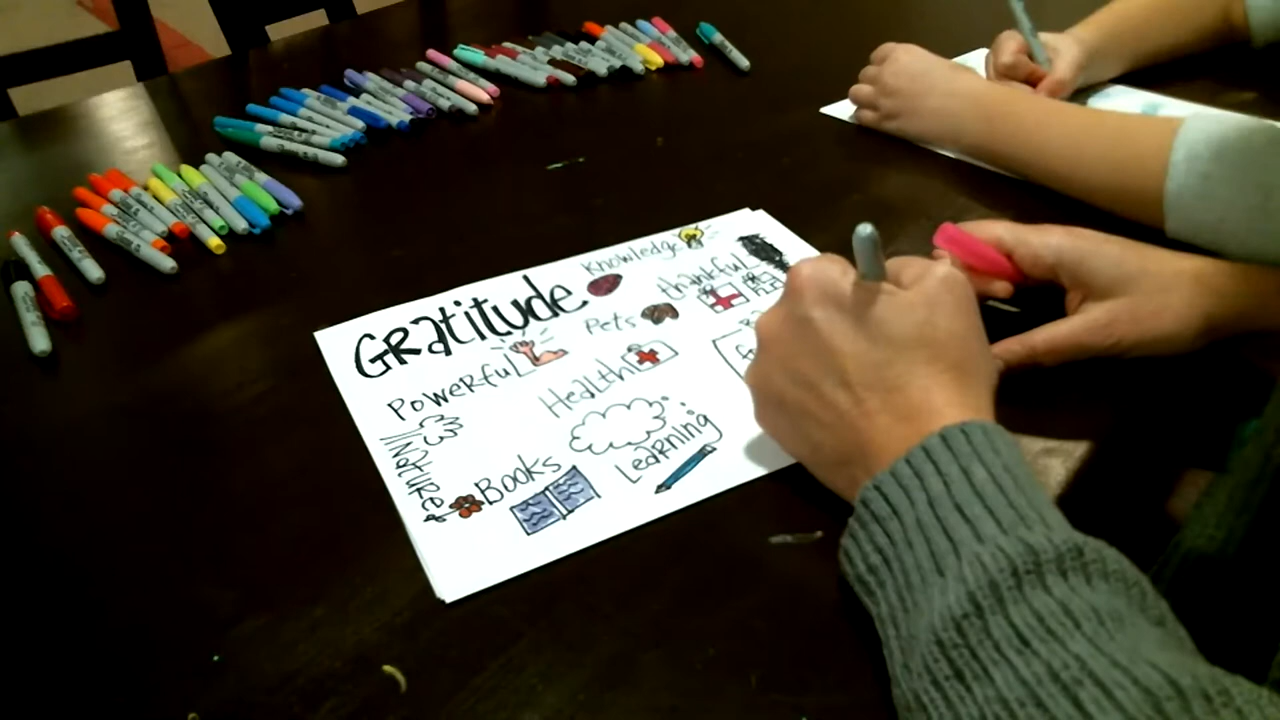 Gratitude
Knowledge
thankful
Powerful
Pets
Health
Nature
Books
Learning